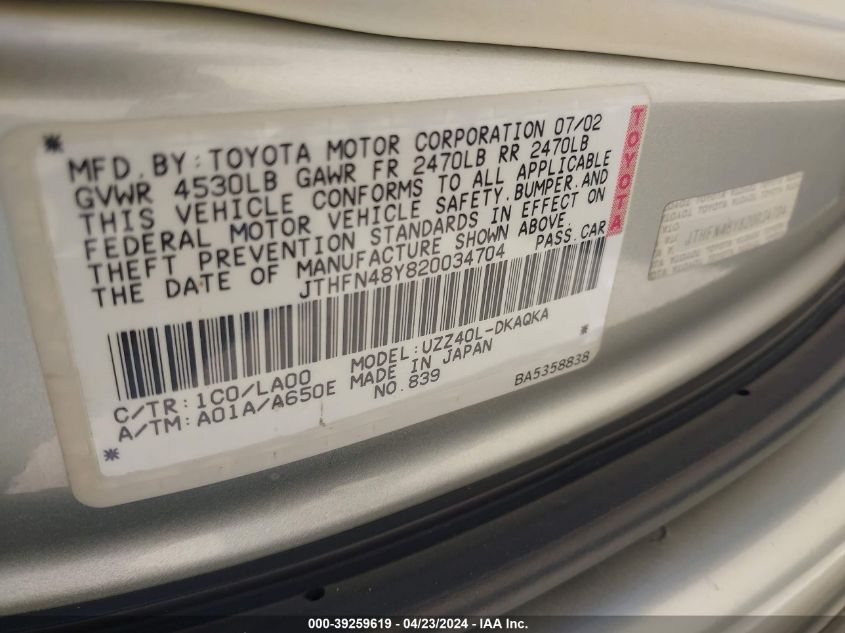 MFD.BY:TOYOTA MOTOR CORPORATION 07/02
GVWR 4530LB GAWR FR 2470LB RR 2470LB
THIS VEHICLE CONFORMS TO ALL APPLICABLE
FEDERAL MOTOR VEHICLE SAFETY,BUMPER,AND
THEFT PREVENTION STANDARDS IN EFFECT ON
THE DATE OF MANUFACTURE SHOWN ABOVE.
JTHFN48Y820034704 PASS.CAR
C/TR:1C0/LA00 MODEL:UZZ40L-DKAQKA
A/TM:A01A/A650E MADE IN JAPAN
NO.839
BA5358838
TOYOTA
JTHFN48Y820034704
000-39259619 / 04/23/2024 - IAA Inc.